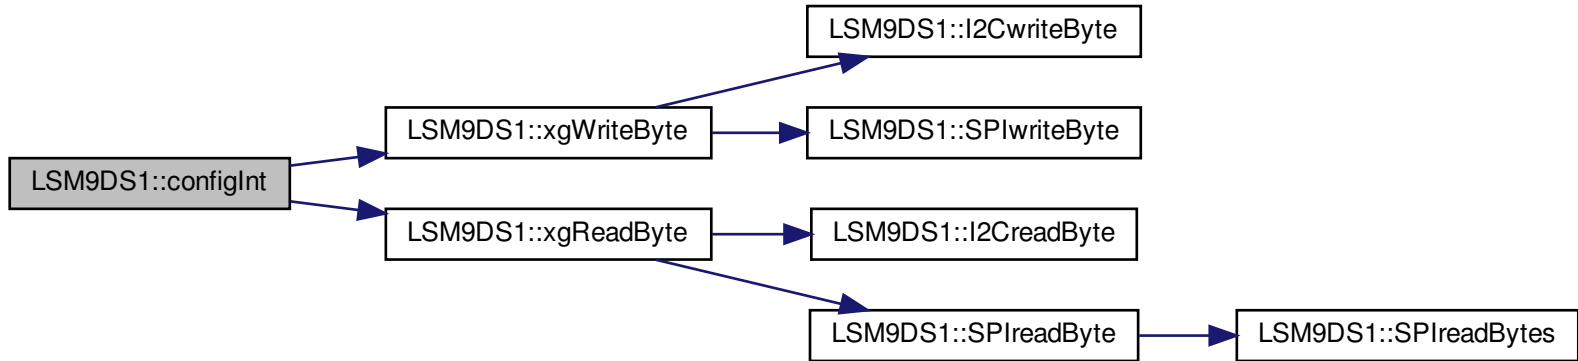 LSM9DS1::I2CwriteByte
LSM9DS1::xgWriteByte
LSM9DS1::SPIwriteByte
LSM9DS1::configInt
LSM9DS1::xgReadByte
LSM9DS1::I2CreadByte
LSM9DS1::SPIreadByte
LSM9DS1::SPIreadBytes